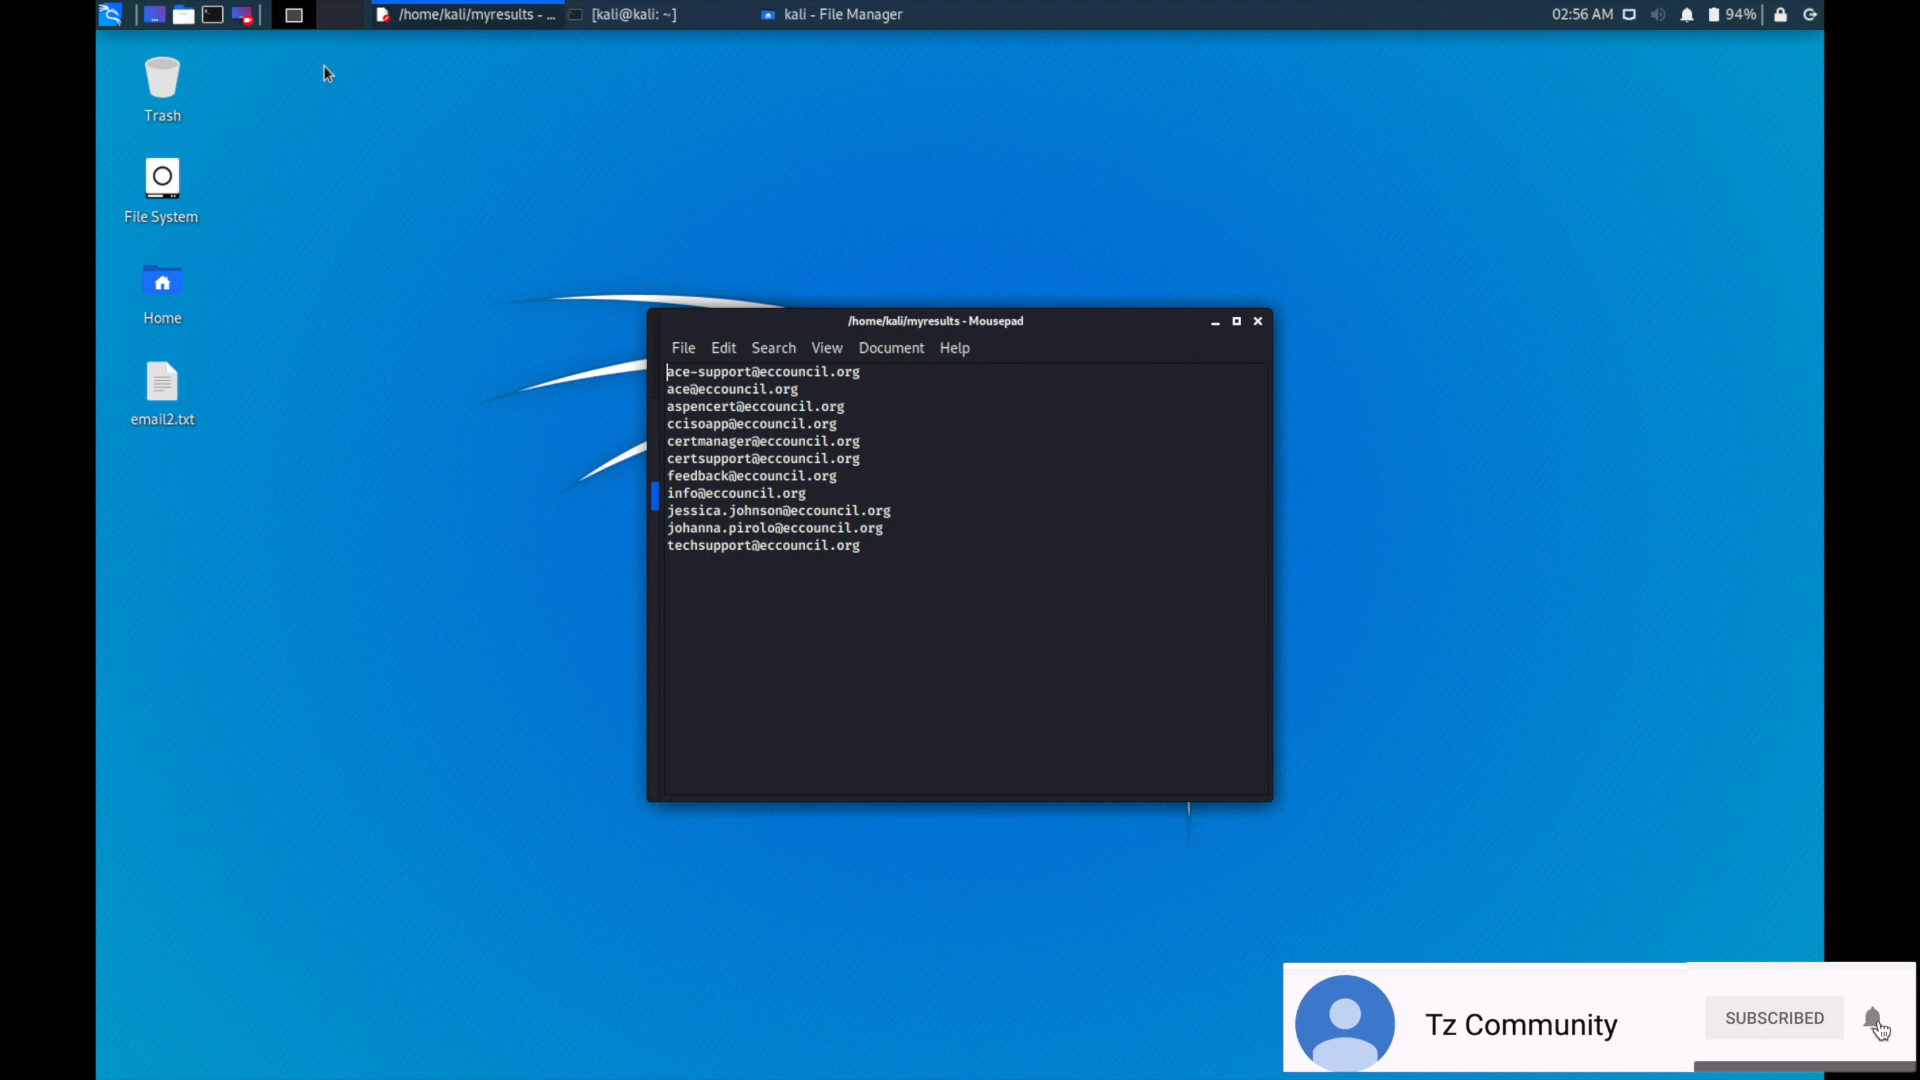 /home/kali/myresults - ...
[kali@kali: ~]
kali - File Manager
02:56 AM
94%
Trash
File System
Home
email2.txt
/home/kali/myresults - Mousepad
File Edit Search View Document Help
ace-support@eccouncil.org
ace@eccouncil.org
aspencert@eccouncil.org
ccisoapp@eccouncil.org
certmanager@eccouncil.org
certsupport@eccouncil.org
feedback@eccouncil.org
info@eccouncil.org
jessica.johnson@eccouncil.org
johanna.pirolo@eccouncil.org
techsupport@eccouncil.org
Tz Community
SUBSCRIBED